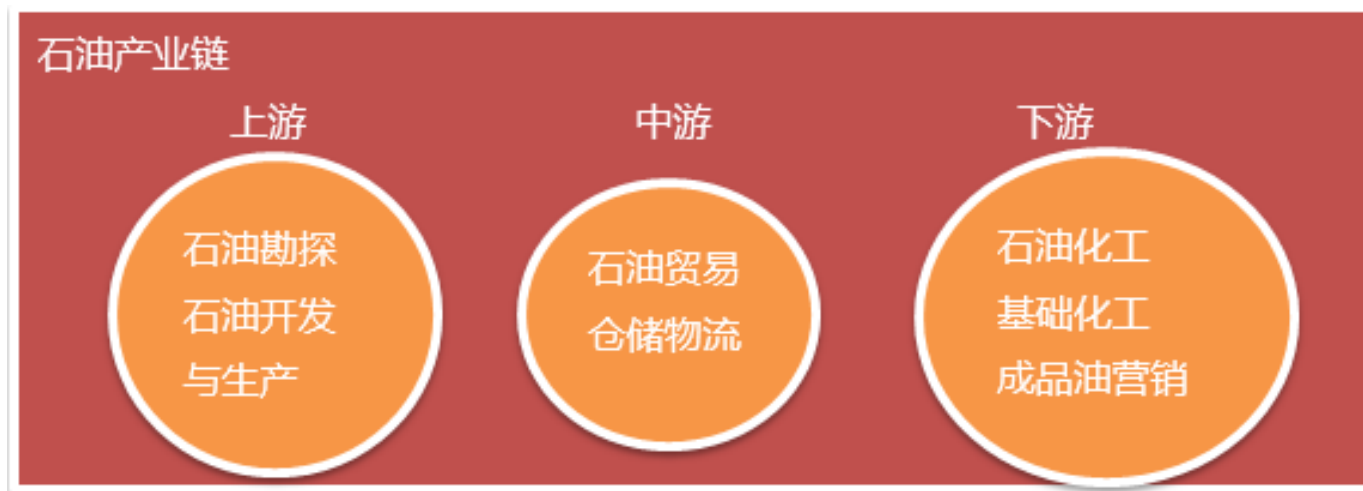 石油产业链
上游
中游
下游
石油勘探
石油开发
与生产
石油贸易
仓储物流
石油化工
基础化工
成品油营销